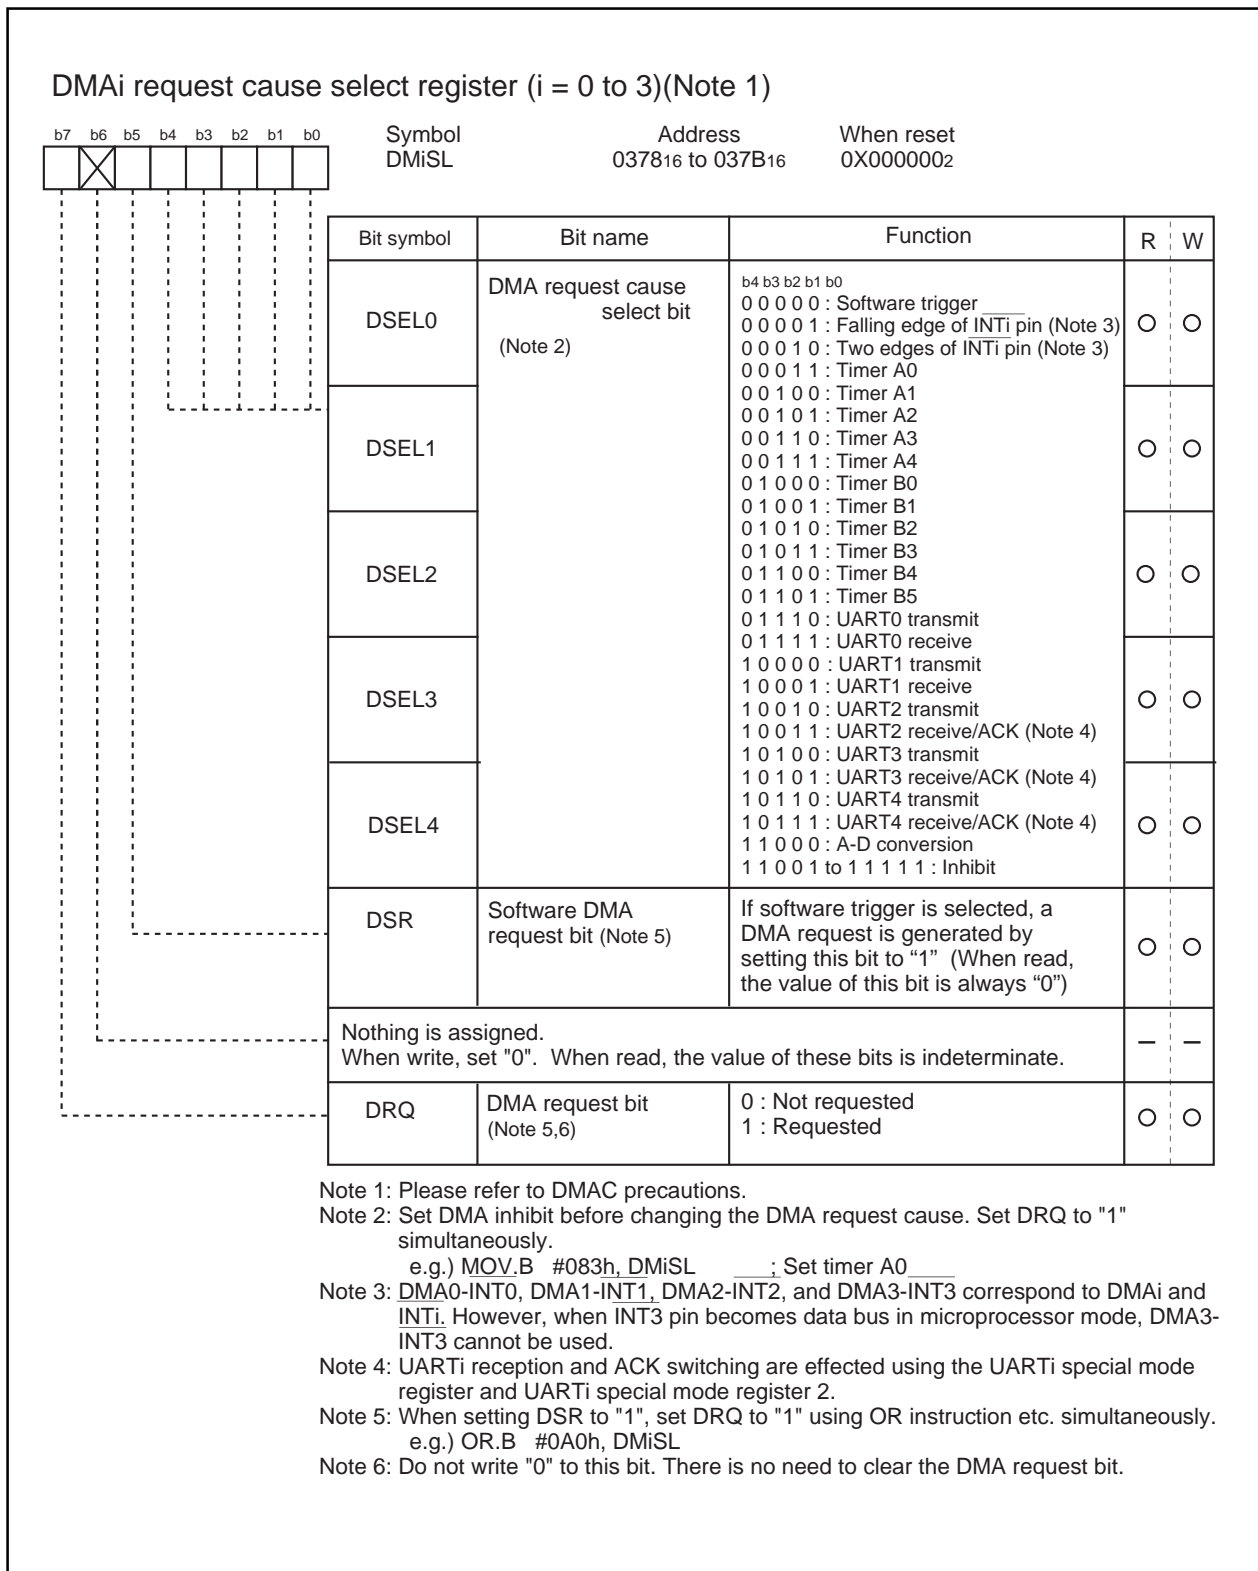 DMAi request cause select register (i = 0 to 3)(Note 1)
b7 b6 b5 b4 b3 b2 b1 b0
Symbol Address When reset
DMiSL 037816 to 037B16 0X0000002
Bit symbol Bit name Function R W
DSEL0
DMA request cause
select bit
(Note 2)
b4 b3 b2 b1 b0
0 0 0 0 0 : Software trigger
0 0 0 0 1 : Falling edge of INTi pin (Note 3)
0 0 0 1 0 : Two edges of INTi pin (Note 3)
0 0 0 1 1 : Timer A0
0 0 1 0 0 : Timer A1
0 0 1 0 1 : Timer A2
0 0 1 1 0 : Timer A3
0 0 1 1 1 : Timer A4
0 1 0 0 0 : Timer B0
0 1 0 0 1 : Timer B1
0 1 0 1 0 : Timer B2
0 1 0 1 1 : Timer B3
0 1 1 0 0 : Timer B4
0 1 1 0 1 : Timer B5
0 1 1 1 0 : UART0 transmit
0 1 1 1 1 : UART0 receive
1 0 0 0 0 : UART1 transmit
1 0 0 0 1 : UART1 receive
1 0 0 1 0 : UART2 transmit
1 0 0 1 1 : UART2 receive/ACK (Note 4)
1 0 1 0 0 : UART3 transmit
1 0 1 0 1 : UART3 receive/ACK (Note 4)
1 0 1 1 0 : UART4 transmit
1 0 1 1 1 : UART4 receive/ACK (Note 4)
1 1 0 0 0 : A-D conversion
1 1 0 0 1 to 1 1 1 1 1 : Inhibit
DSEL1
DSEL2
DSEL3
DSEL4
DSR
Software DMA
request bit (Note 5)
If software trigger is selected, a
DMA request is generated by
setting this bit to “1” (When read,
the value of this bit is always “0”)
Nothing is assigned.
When write, set "0". When read, the value of these bits is indeterminate.
DRQ
DMA request bit
(Note 5,6)
0 : Not requested
1 : Requested
Note 1: Please refer to DMAC precautions.
Note 2: Set DMA inhibit before changing the DMA request cause. Set DRQ to "1"
simultaneously.
e.g.) MOV.B #083h, DMiSL ; Set timer A0
Note 3: DMA0-INT0, DMA1-INT1, DMA2-INT2, and DMA3-INT3 correspond to DMAi and
INTi. However, when INT3 pin becomes data bus in microprocessor mode, DMA3-
INT3 cannot be used.
Note 4: UARTi reception and ACK switching are effected using the UARTi special mode
register and UARTi special mode register 2.
Note 5: When setting DSR to "1", set DRQ to "1" using OR instruction etc. simultaneously.
e.g.) OR.B #0A0h, DMiSL
Note 6: Do not write "0" to this bit. There is no need to clear the DMA request bit.